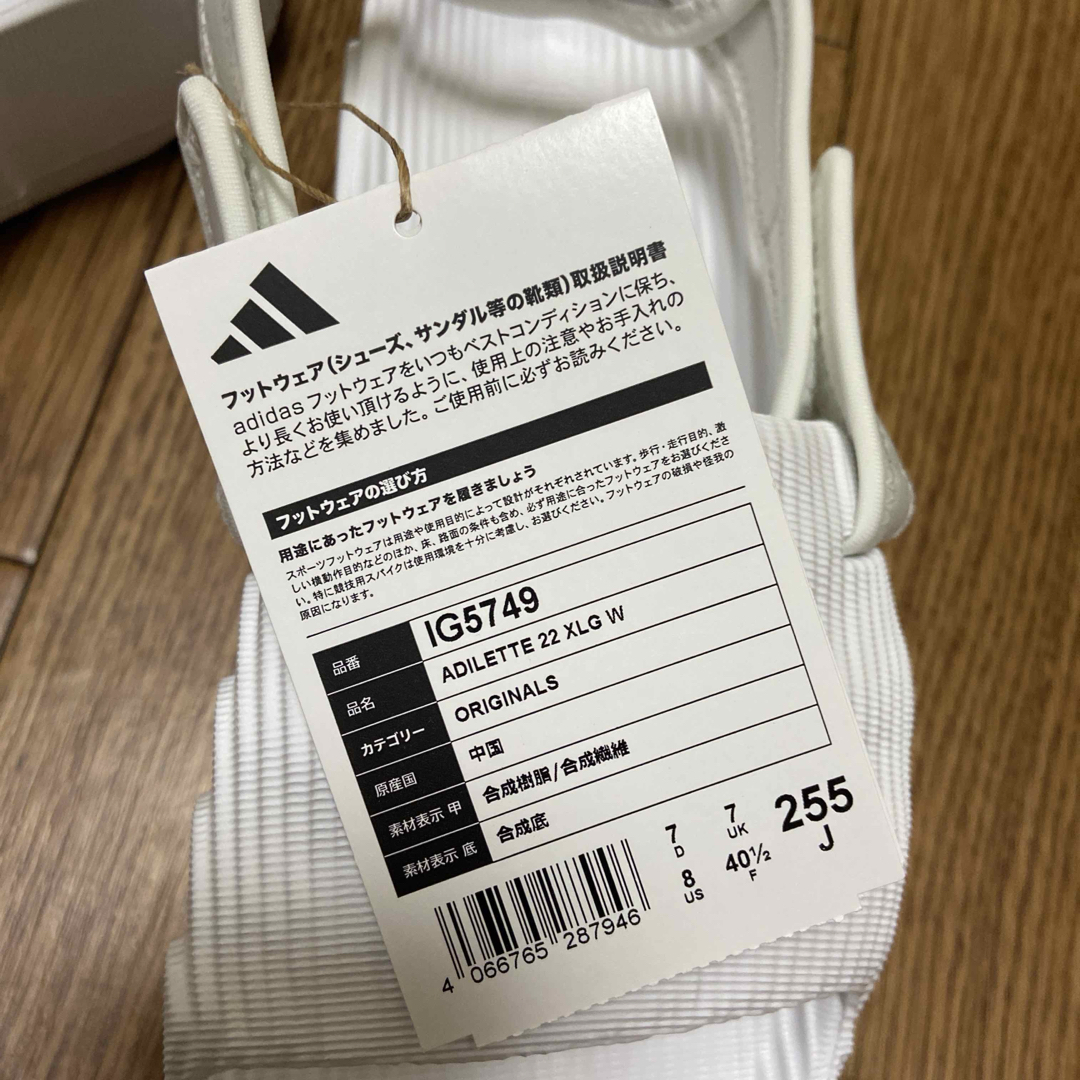 フットウェア(シューズ、サンダル等の靴類)取扱説明書
adidas フットウェアをいつもベストコンディションに保ち、
より長くお使い頂けるように、使用上の注意やお手入れの
方法などを集めました。ご使用前に必ずお読みください。
フットウェアの選び方
用途にあったフットウェアを履きましょう
スポーツフットウェアは用途や使用目的によって設計がそれぞれされています。歩行・走行目的、激
しい横動作目的などのほか、床、路面の条件も含め、必ず用途に合ったフットウェアをお選びくださ
い。特に競技用スパイクは使用環境を十分に考慮し、お選びください。フットウェアの破損や怪我の
原因になります。
品番 IG5749
品名 ADILETTE 22 XLG W
カテゴリー ORIGINALS
原産国 中国
素材表示 甲 合成樹脂/合成繊維
素材表示 底 合成底
7 D 7 UK 255 J
8 US 40½ F
4 066765 287946